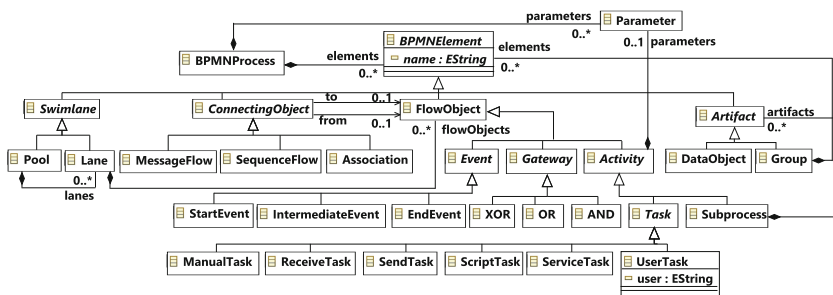 parameters
Parameter
0..*
0..1
parameters
BPMNElement
name : EString
elements
0..*
elements
0..*
BPMNProcess
Swimlane
ConnectingObject
to
0..1
from
0..1
FlowObject
0..*
flowObjects
Artifact
artifacts
0..*
Pool
Lane
0..*
lanes
MessageFlow
SequenceFlow
Association
Event
Gateway
Activity
DataObject
Group
StartEvent
IntermediateEvent
EndEvent
XOR
OR
AND
Task
Subprocess
ManualTask
ReceiveTask
SendTask
ScriptTask
ServiceTask
UserTask
user : EString